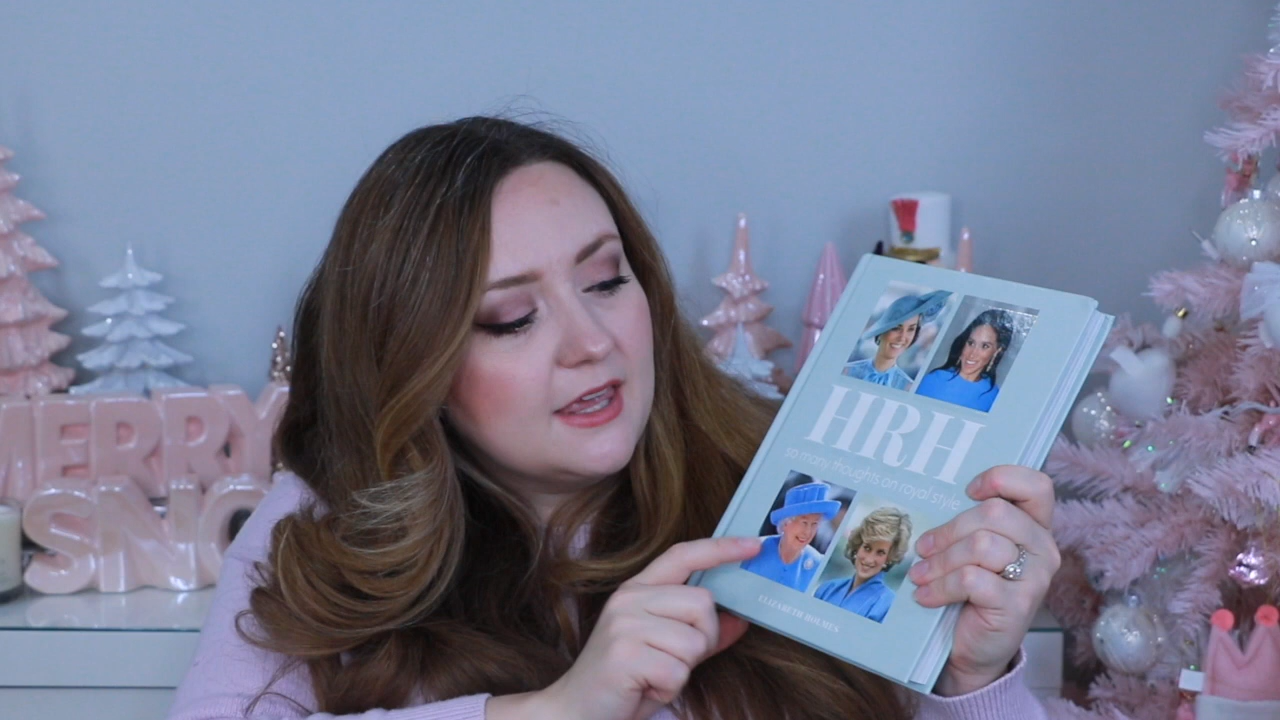 MERRY
SNO
HRH
so many thoughts on royal style
ELIZABETH HOLMES